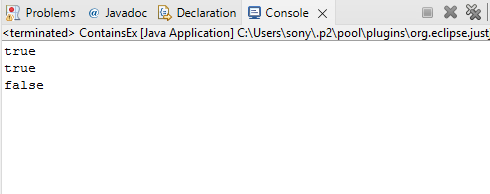 Problems @ Javadoc Declaration Console
<terminated> ContainsEx [Java Application] C:\Users\sony\.p2\pool\plugins\org.eclipse.just
true
true
false